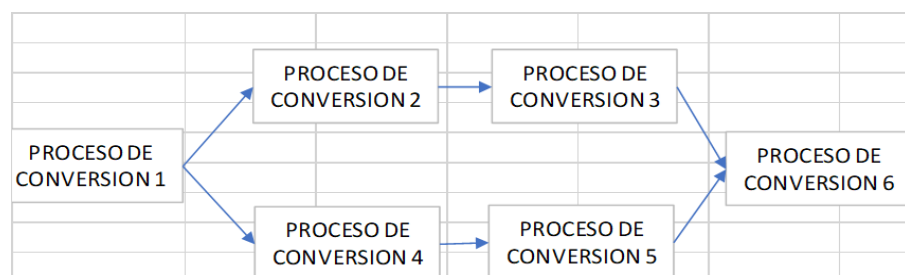 PROCESO DE
CONVERSION 1
PROCESO DE
CONVERSION 2
PROCESO DE
CONVERSION 3
PROCESO DE
CONVERSION 4
PROCESO DE
CONVERSION 5
PROCESO DE
CONVERSION 6